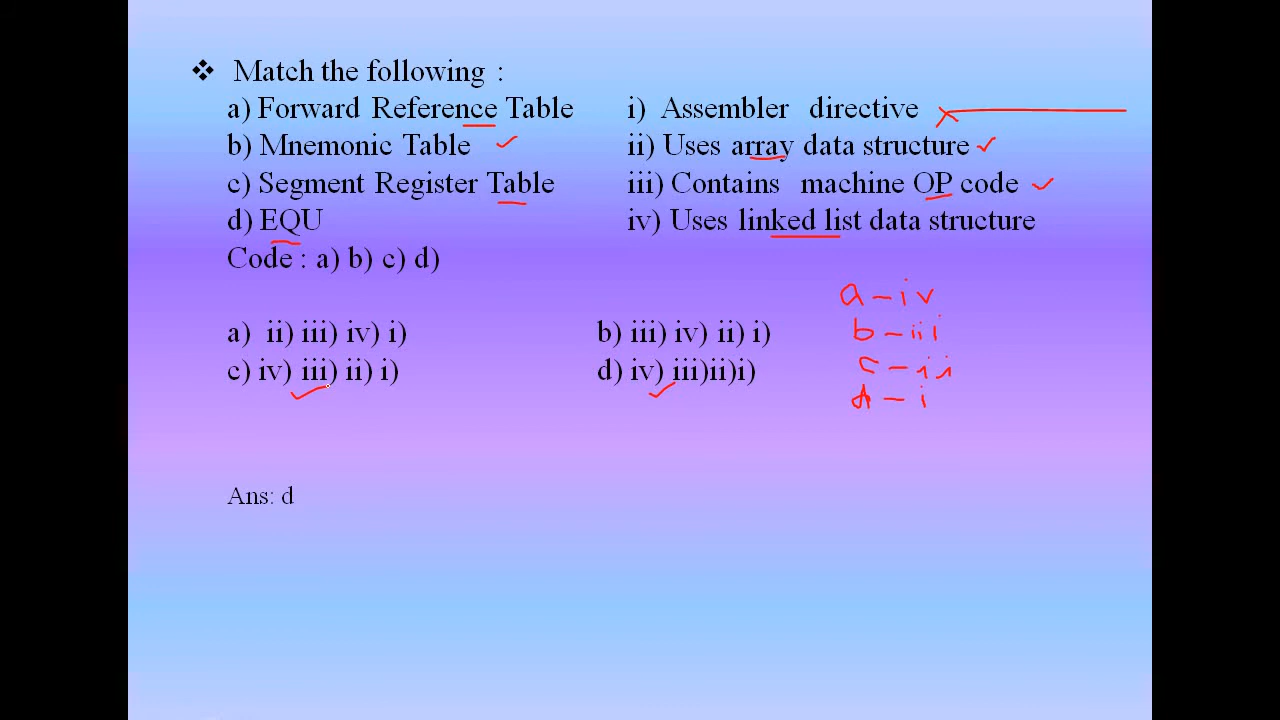 ❖ Match the following :
a) Forward Reference Table i) Assembler directive
b) Mnemonic Table ii) Uses array data structure
c) Segment Register Table iii) Contains machine OP code
d) EQU iv) Uses linked list data structure
Code : a) b) c) d)
a) ii) iii) iv) i) b) iii) iv) ii) i)
c) iv) iii) ii) i) d) iv) iii)ii)i)
a – iv
b – iii
c – ii
d – i
Ans: d